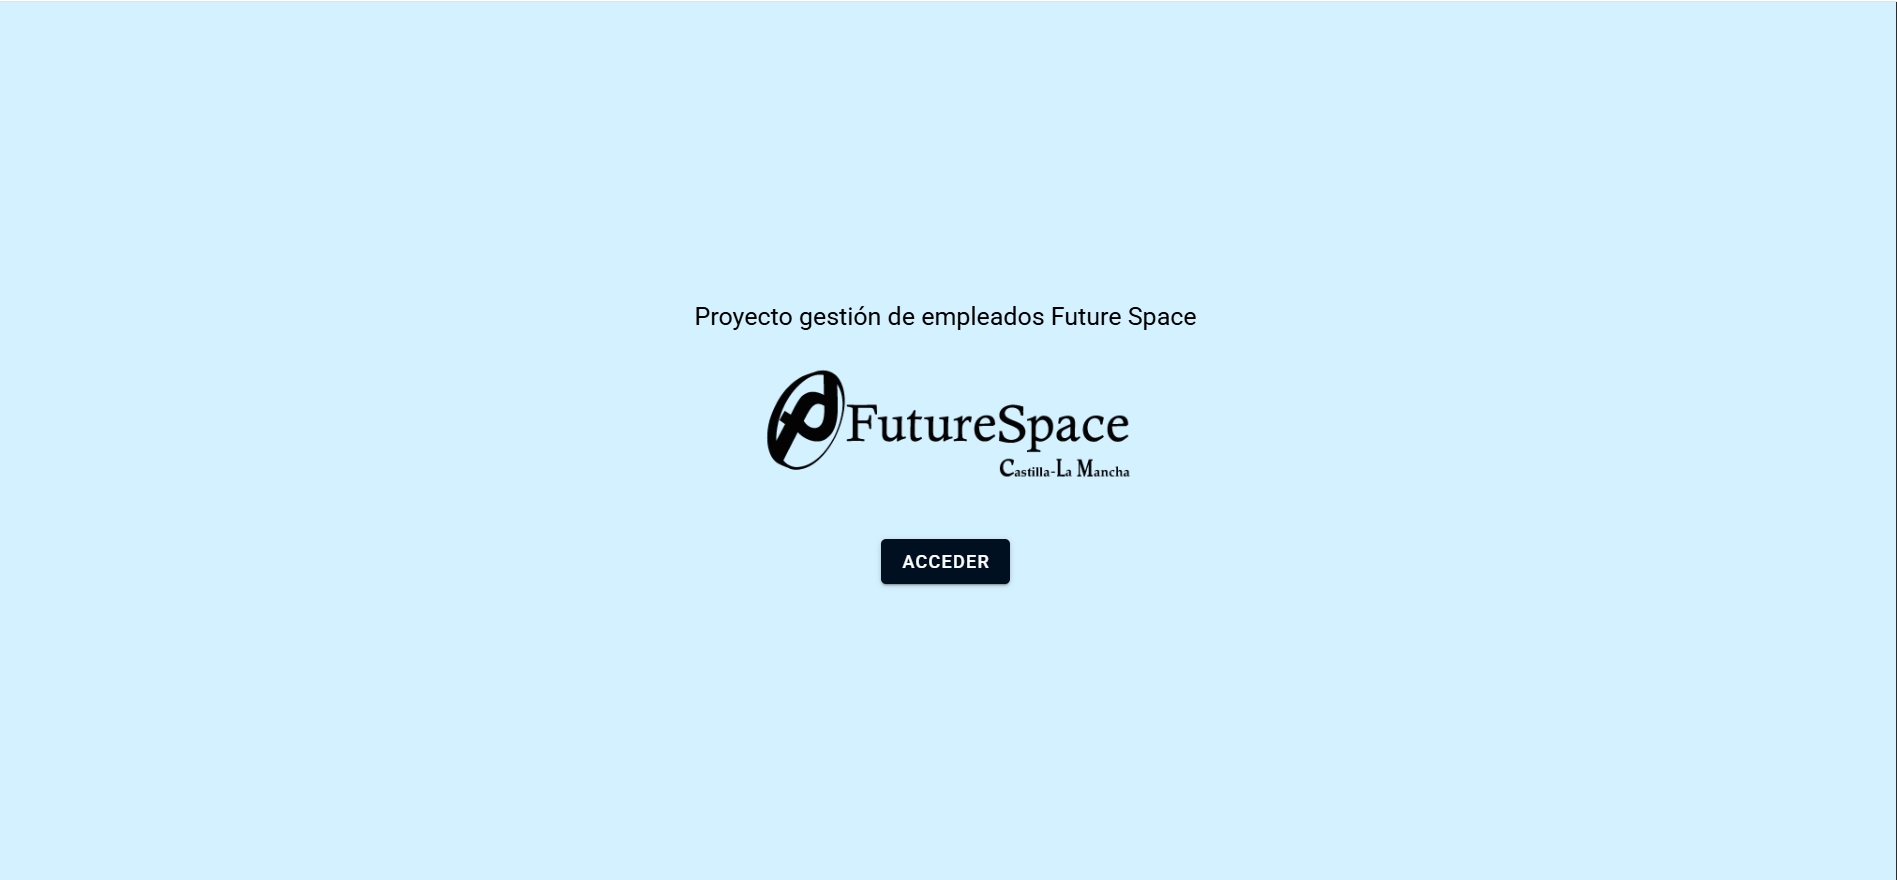 Proyecto gestión de empleados Future Space
FutureSpace
Castilla-La Mancha
ACCEDER